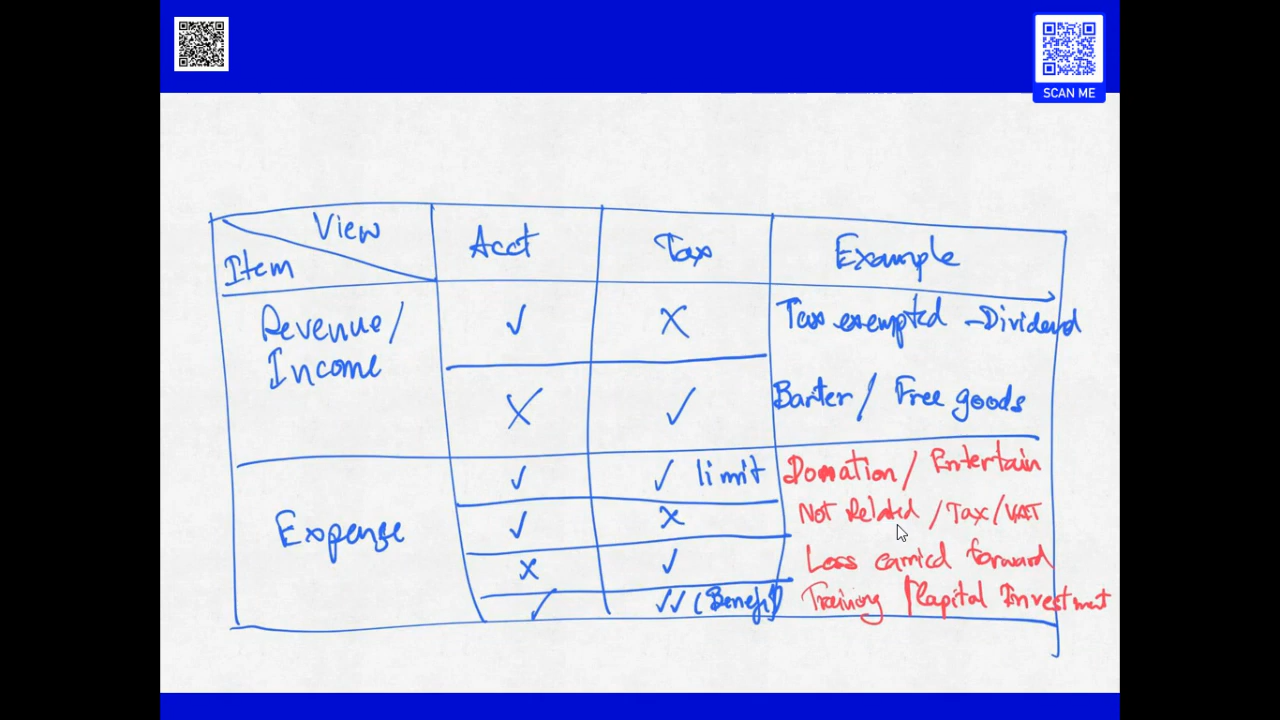 SCAN ME
View
Item
Acct
Tax
Example
Revenue/
Income
✓
X
Tax exempted - Dividend
X
✓
Barter / Free goods
Expense
✓
✓ limit
Donation / Entertain
✓
X
Not Related / Tax/VAT
X
✓
Loss carried forward
✓
✓✓ (Benefit)
Training / Capital Investment